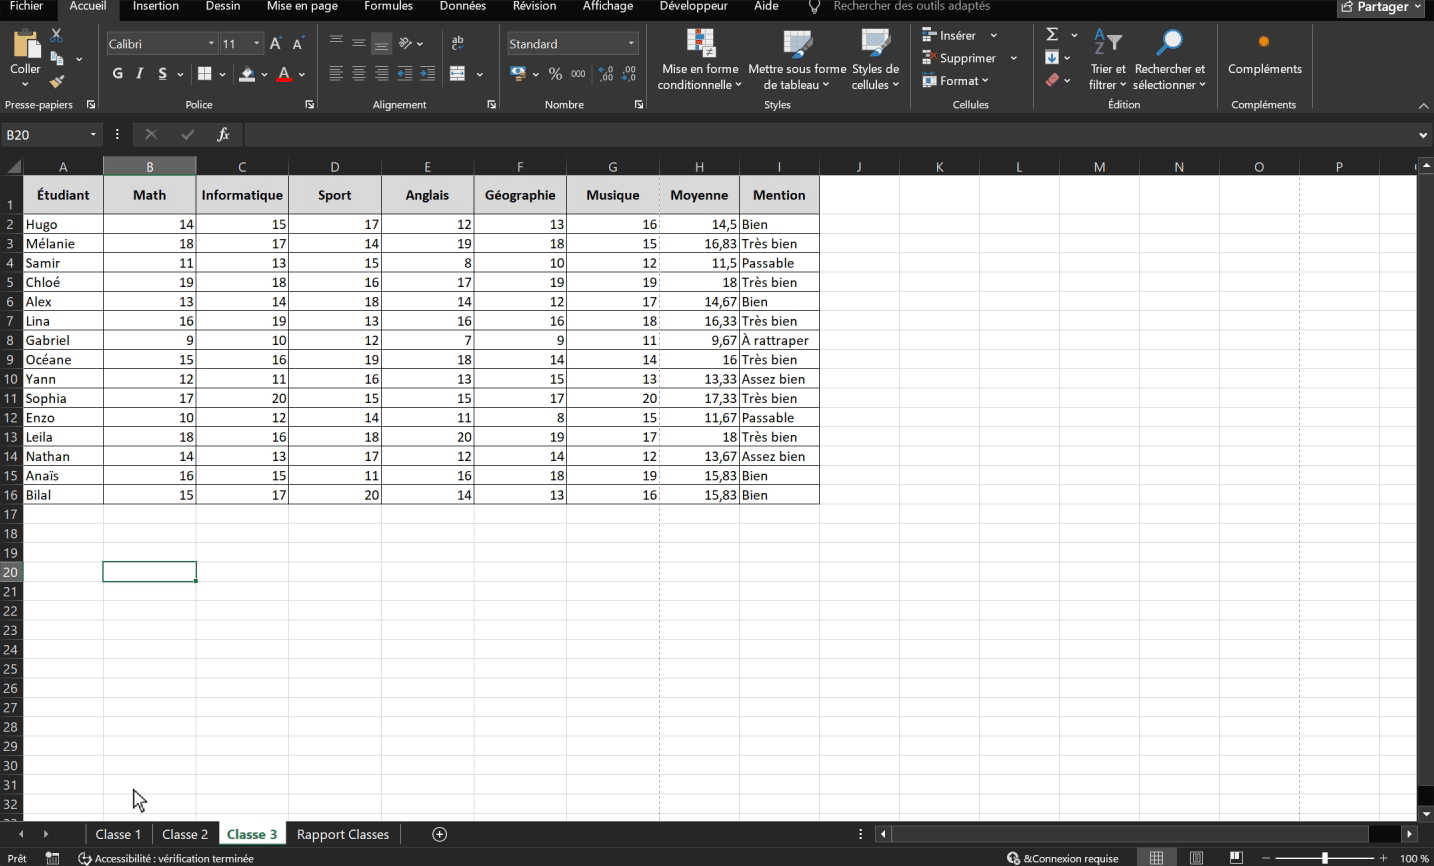 Fichier Accueil Insertion Dessin Mise en page Formules Données Révision Affichage Développeur Aide Rechercher des outils adaptés Partager
Coller
Presse-papiers
Calibri 11
G I S
Police
ab
Alignement
Standard
% 000
Nombre
Mise en forme conditionnelle
Mettre sous forme de tableau
Styles de cellules
Styles
Insérer
Supprimer
Format
Cellules
Trier et filtrer
Rechercher et sélectionner
Édition
Compléments
Compléments
B20 fx
A B C D E F G H I J K L M N O P
1 Étudiant Math Informatique Sport Anglais Géographie Musique Moyenne Mention
2 Hugo 14 15 17 12 13 16 14,5 Bien
3 Mélanie 18 17 14 19 18 15 16,83 Très bien
4 Samir 11 13 15 8 10 12 11,5 Passable
5 Chloé 19 18 16 17 19 19 18 Très bien
6 Alex 13 14 18 14 12 17 14,67 Bien
7 Lina 16 19 13 16 16 18 16,33 Très bien
8 Gabriel 9 10 12 7 9 11 9,67 À rattraper
9 Océane 15 16 19 18 14 14 16 Très bien
10 Yann 12 11 16 13 15 13 13,33 Assez bien
11 Sophia 17 20 15 15 17 20 17,33 Très bien
12 Enzo 10 12 14 11 8 15 11,67 Passable
13 Leila 18 16 18 20 19 17 18 Très bien
14 Nathan 14 13 17 12 14 12 13,67 Assez bien
15 Anaïs 16 15 11 16 18 19 15,83 Bien
16 Bilal 15 17 20 14 13 16 15,83 Bien
17
18
19
20
21
22
23
24
25
26
27
28
29
30
31
32
Classe 1 Classe 2 Classe 3 Rapport Classes
Prêt Accessibilité : vérification terminée &Connexion requise 100 %